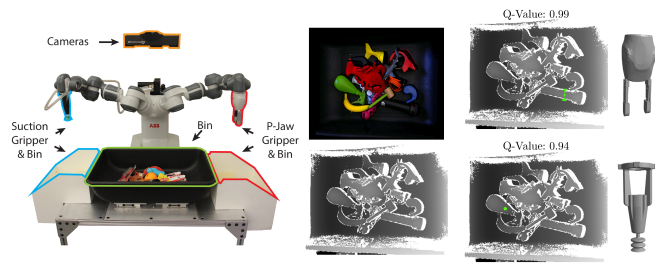 Cameras
Suction
Gripper
& Bin
ABB
Bin
P-Jaw
Gripper
& Bin
Q-Value: 0.99
Q-Value: 0.94